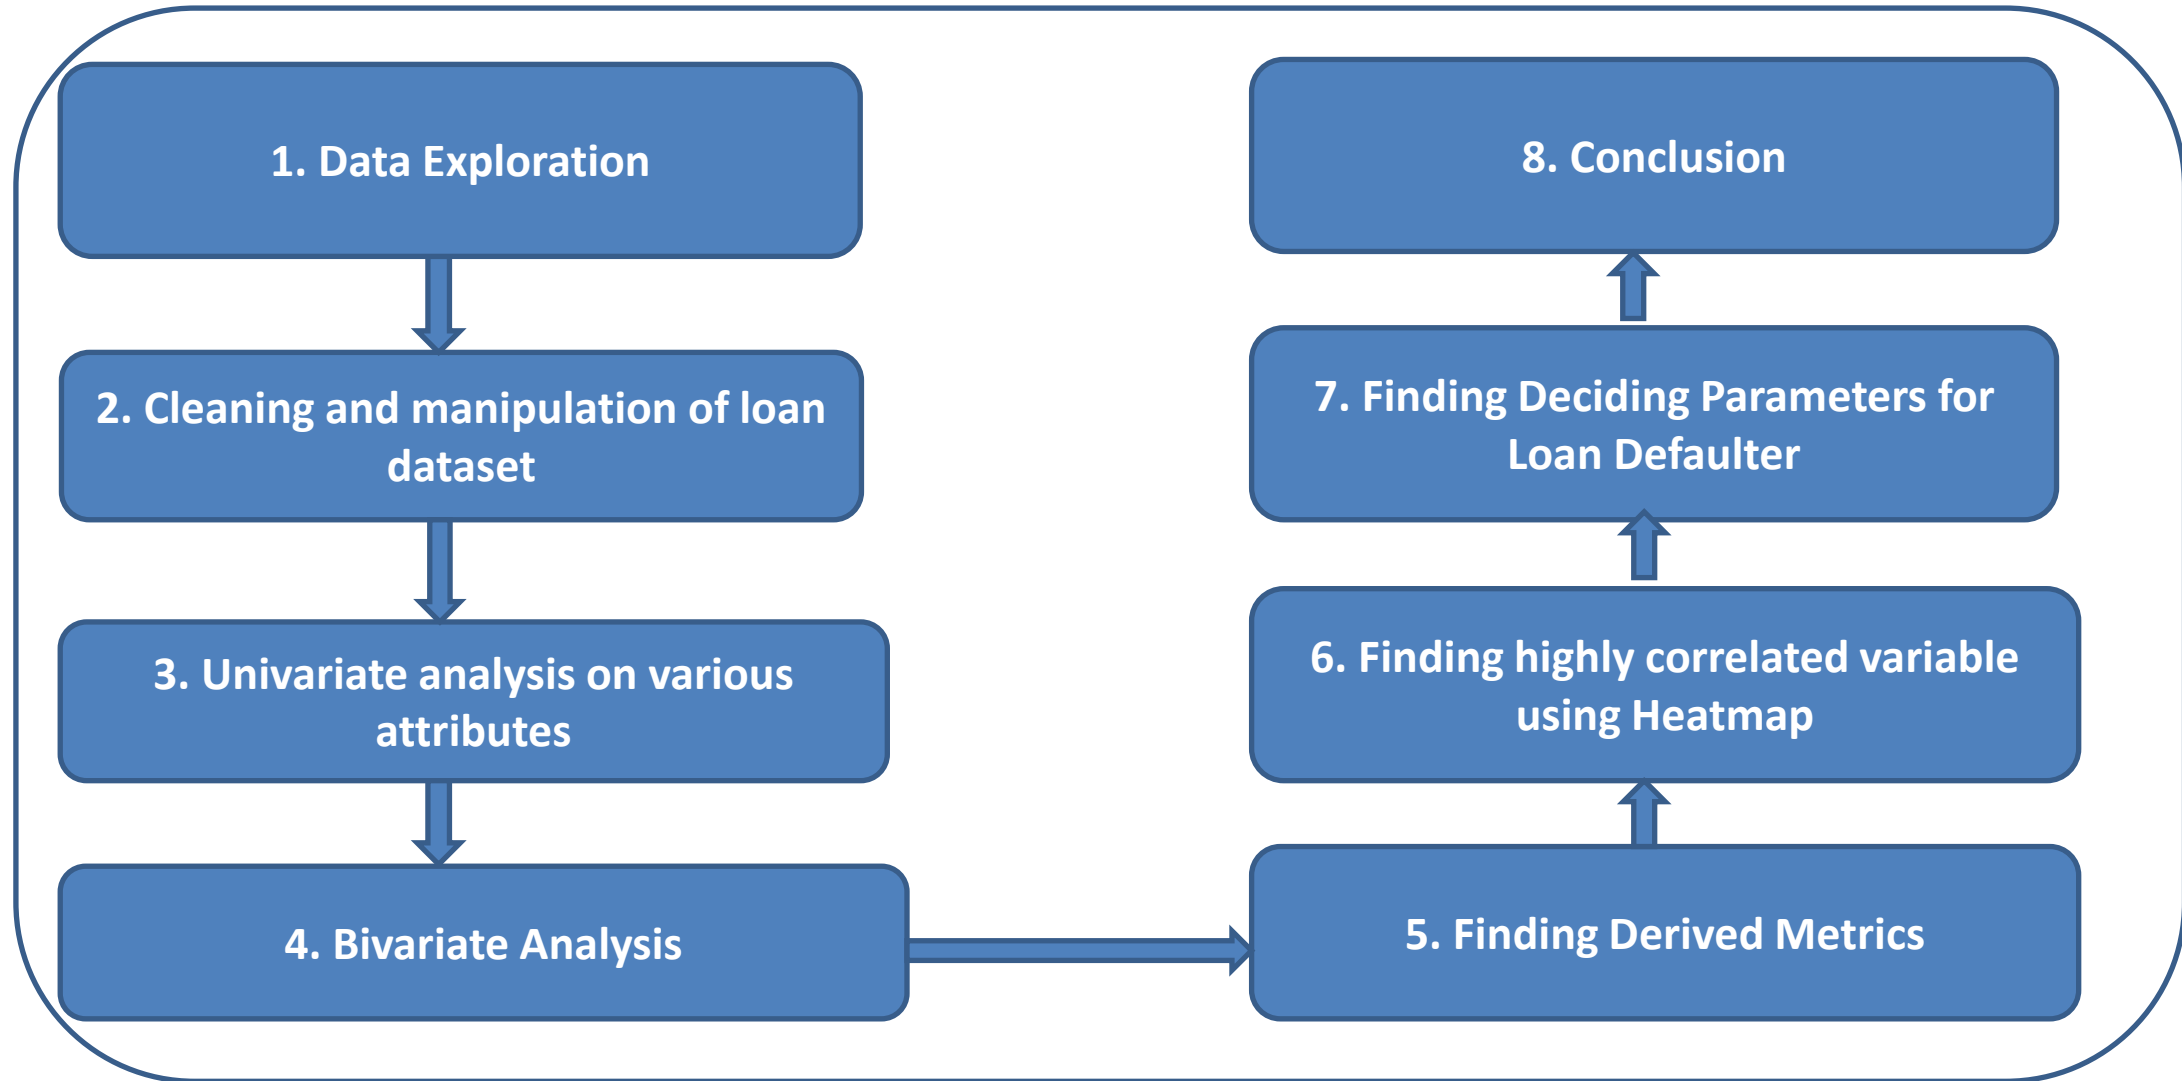 1. Data Exploration
2. Cleaning and manipulation of loan
dataset
3. Univariate analysis on various
attributes
4. Bivariate Analysis
5. Finding Derived Metrics
6. Finding highly correlated variable
using Heatmap
7. Finding Deciding Parameters for
Loan Defaulter
8. Conclusion